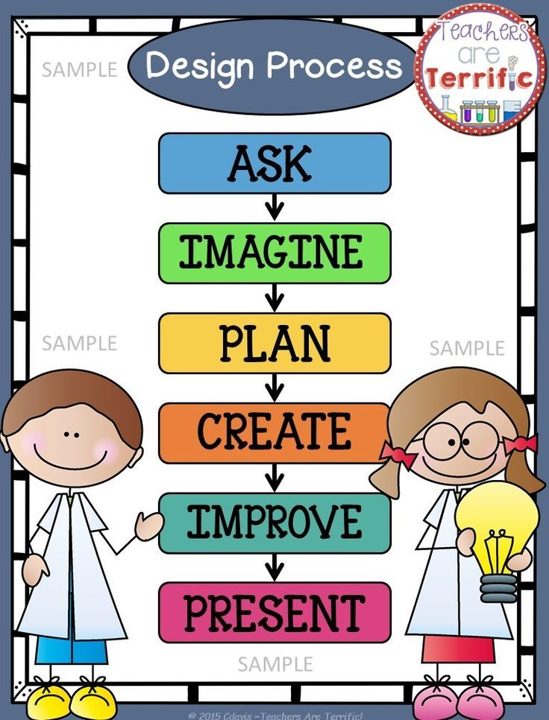 Teachers
are
Terrific
SAMPLE
Design Process
ASK
IMAGINE
SAMPLE
PLAN
SAMPLE
CREATE
IMPROVE
PRESENT
SAMPLE
© 2015 Cdavis ~Teachers Are Terrific!